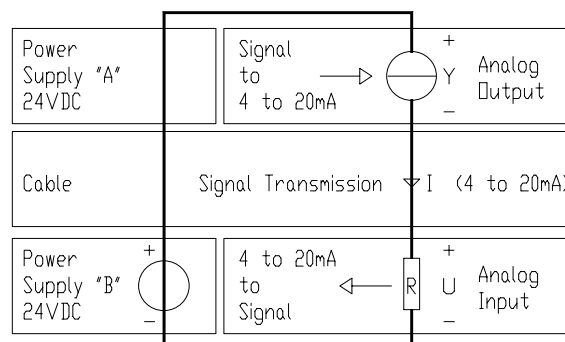 Power
Supply "A"
24VDC
Signal
to
4 to 20mA
+
Y
−
Analog
Output
Cable
Signal Transmission
I (4 to 20mA)
Power
Supply "B"
24VDC
+
−
4 to 20mA
to
Signal
R
+
U
−
Analog
Input